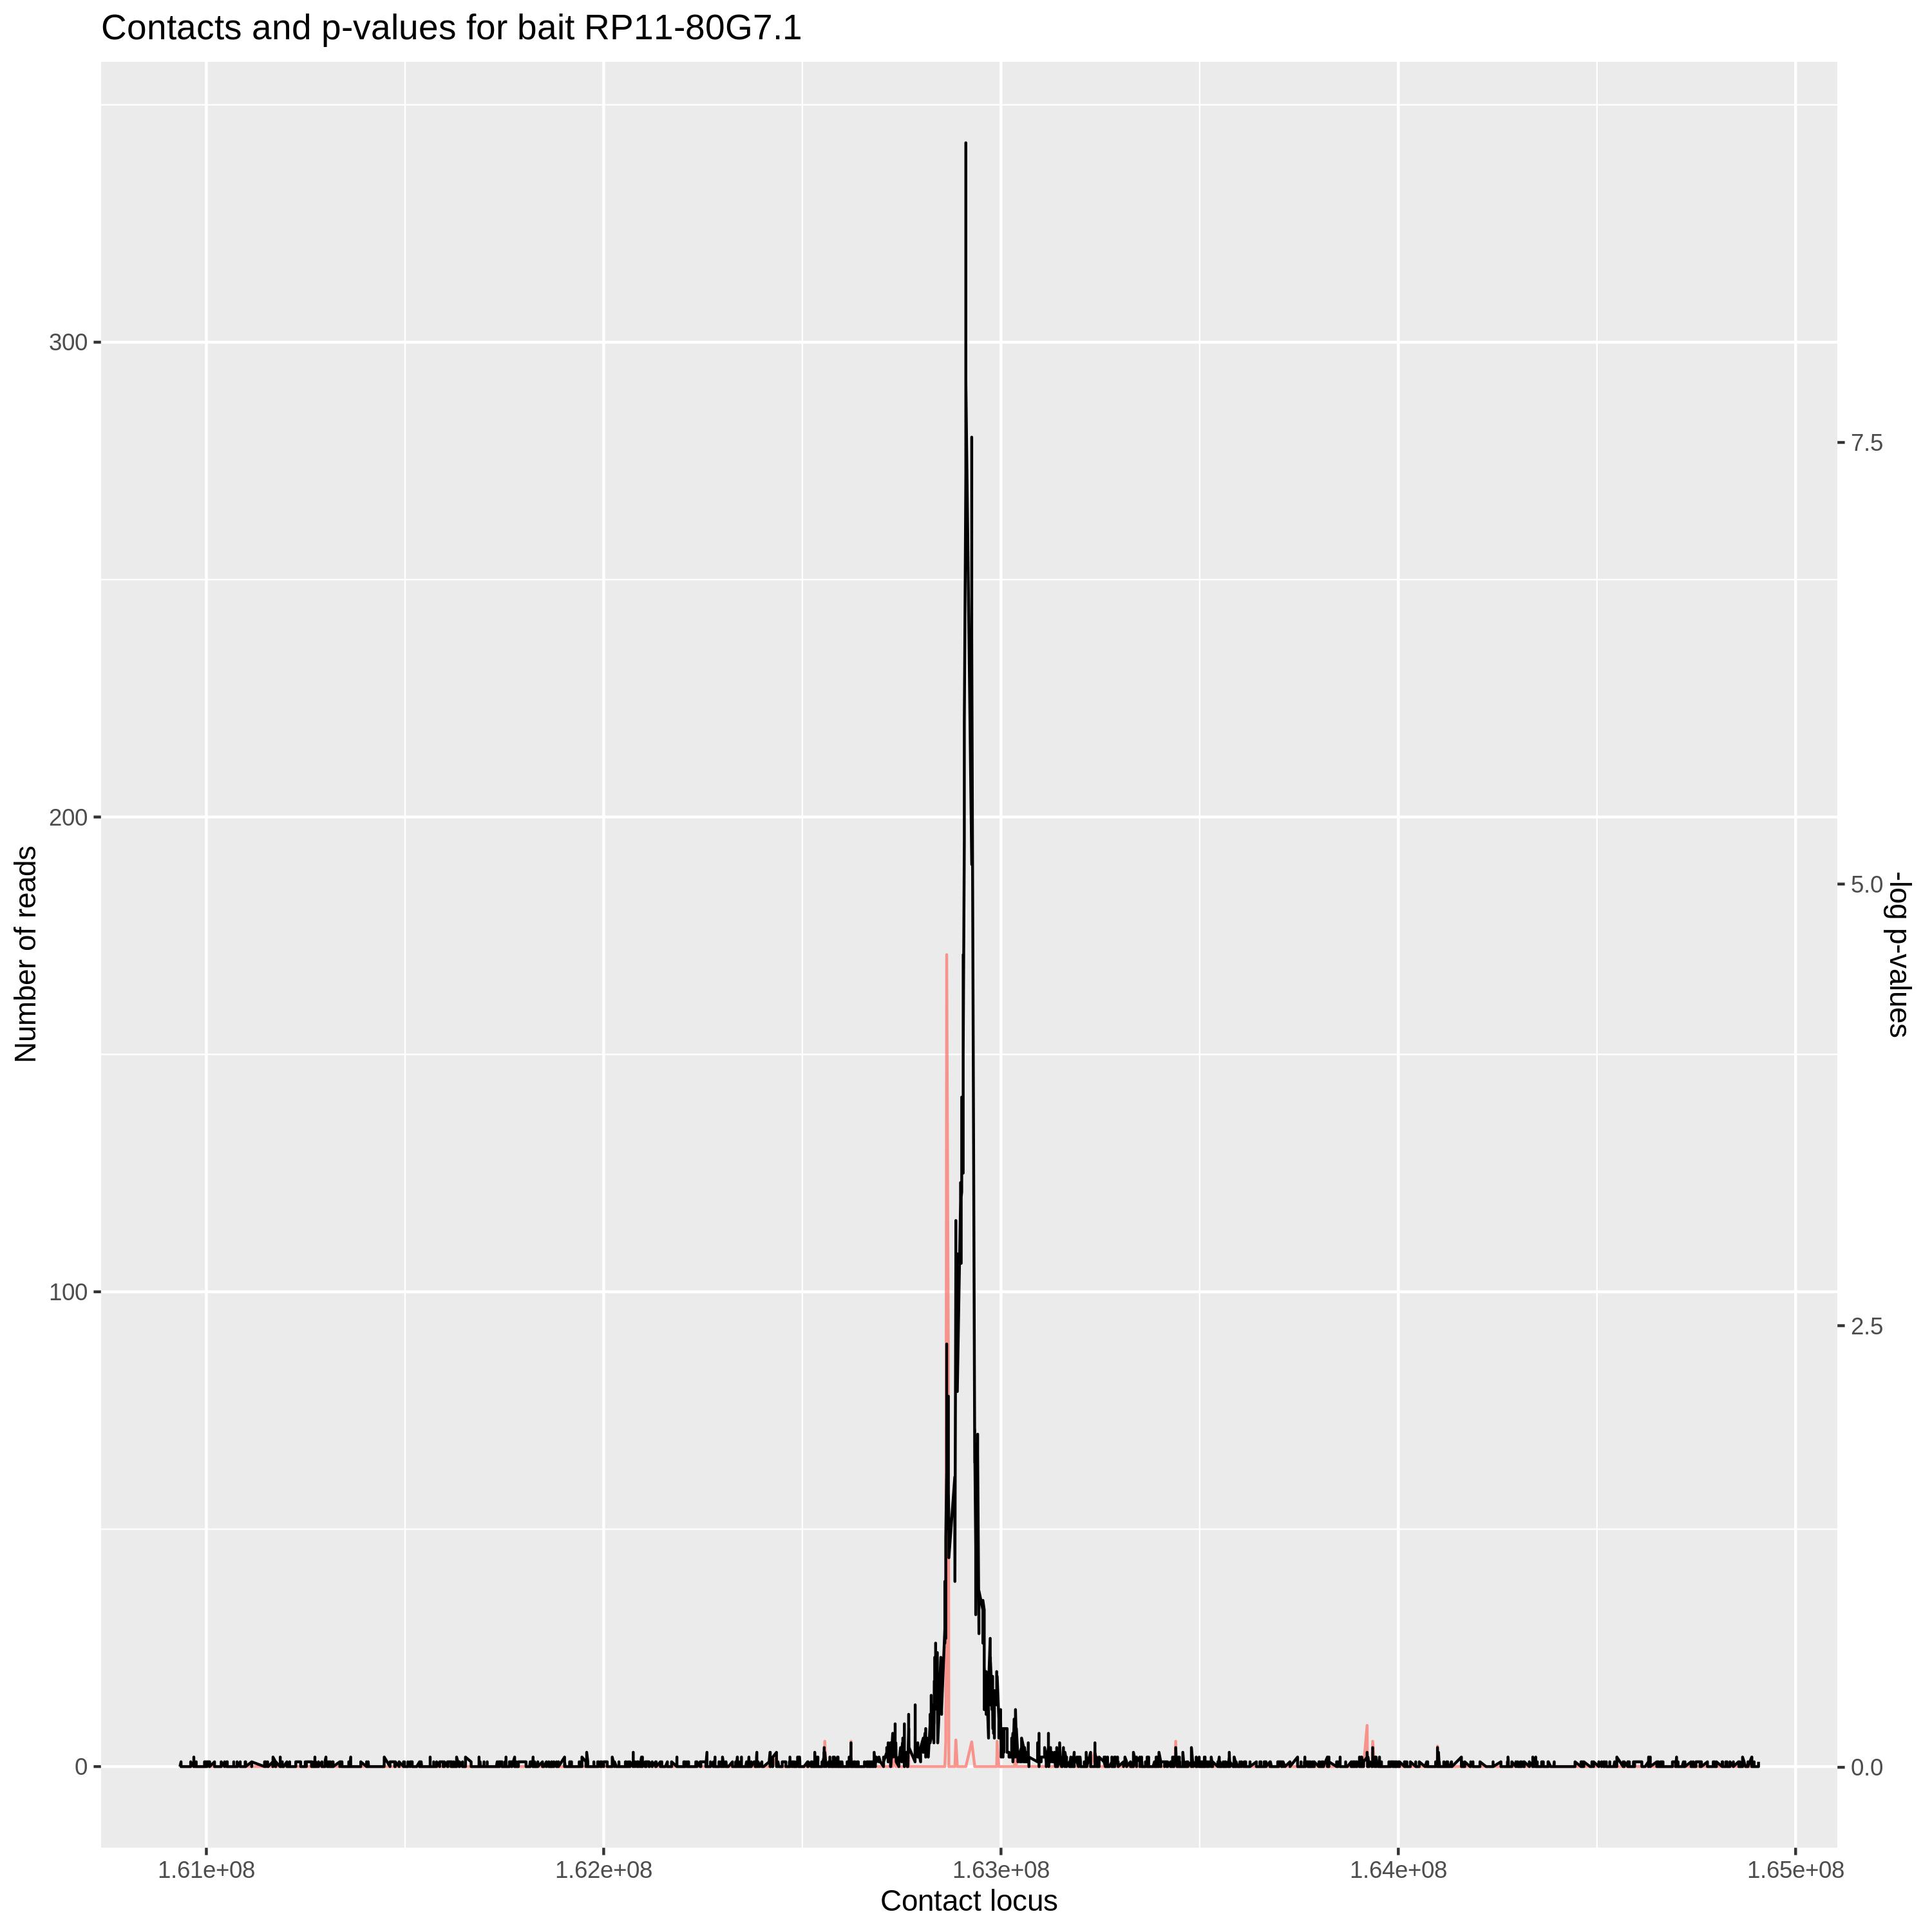 Contacts and p-values for bait RP11-80G7.1
300
200
100
0
Number of reads
7.5
5.0
2.5
0.0
-log p-values
1.61e+08
1.62e+08
1.63e+08
1.64e+08
1.65e+08
Contact locus